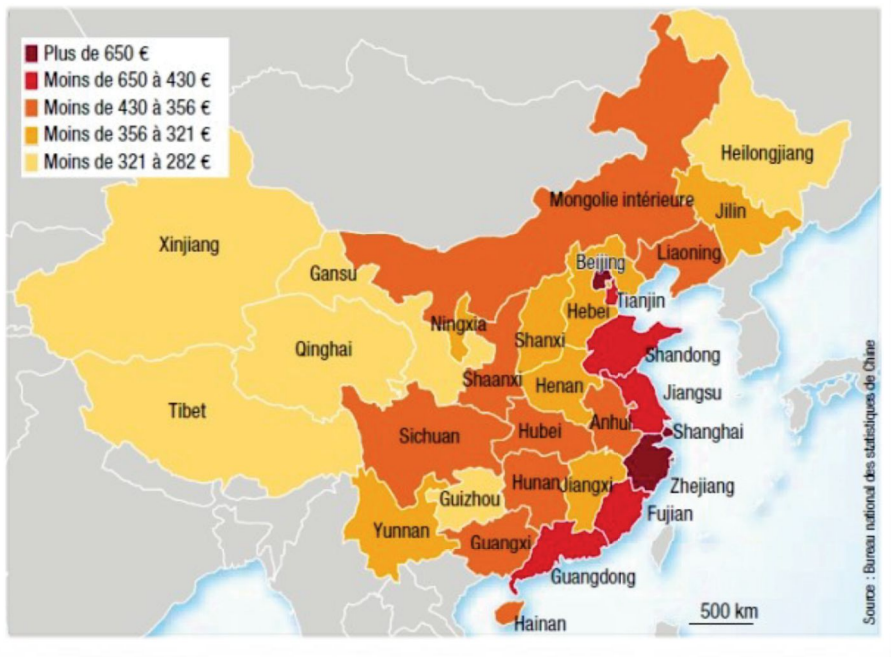 Plus de 650 €
Moins de 650 à 430 €
Moins de 430 à 356 €
Moins de 356 à 321 €
Moins de 321 à 282 €
Heilongjiang
Mongolie intérieure
Jilin
Xinjiang
Liaoning
Gansu
Beijing
Tianjin
Hebei
Ningxia
Shanxi
Qinghai
Shandong
Shaanxi
Henan
Jiangsu
Tibet
Anhui
Sichuan
Hubei
Shanghai
Hunan
Jiangxi
Zhejiang
Guizhou
Fujian
Yunnan
Guangxi
Guangdong
500 km
Hainan
Source : Bureau national des statistiques de Chine